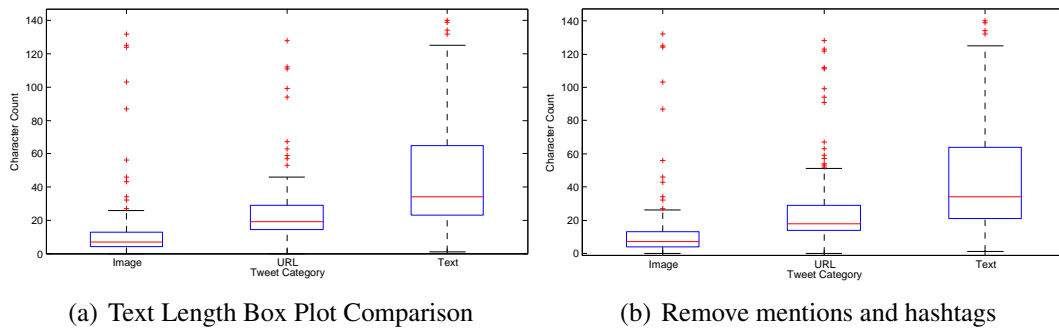 140
120
100
80
60
40
20
0
Character Count
Image
URL
Text
Tweet Category
(a) Text Length Box Plot Comparison
140
120
100
80
60
40
20
0
Character Count
Image
URL
Text
Tweet Category
(b) Remove mentions and hashtags